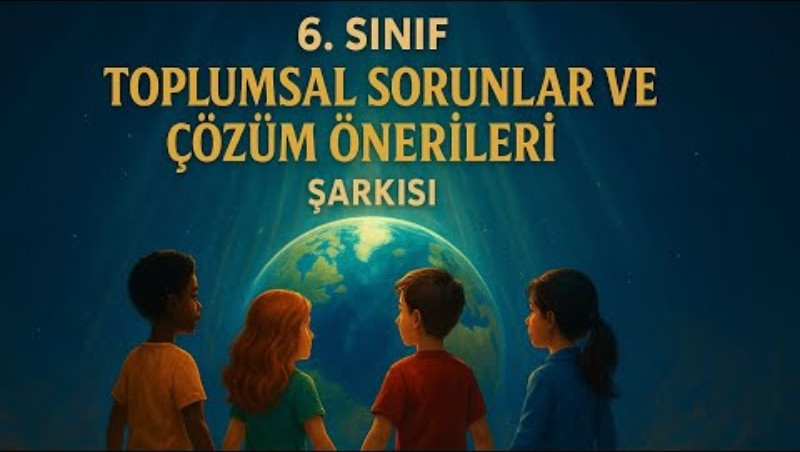 6. SINIF
TOPLUMSAL SORUNLAR VE
ÇÖZÜM ÖNERİLERİ
ŞARKISI